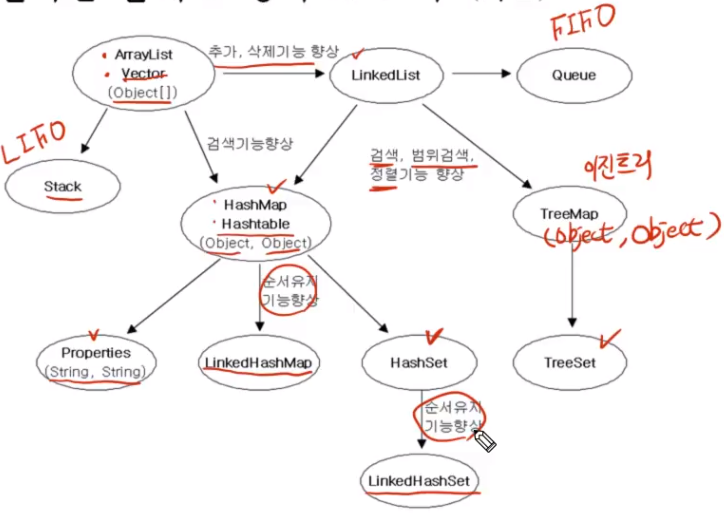 FIFO
• ArrayList
• Vector
(Object[])
추가, 삭제기능 향상
LinkedList
Queue
LIFO
Stack
검색기능향상
검색, 범위검색,
정렬기능 향상
이진트리
• HashMap
• Hashtable
(Object, Object)
TreeMap
(Object, Object)
순서유지
기능향상
Properties
(String, String)
LinkedHashMap
HashSet
TreeSet
순서유지
기능향상
LinkedHashSet